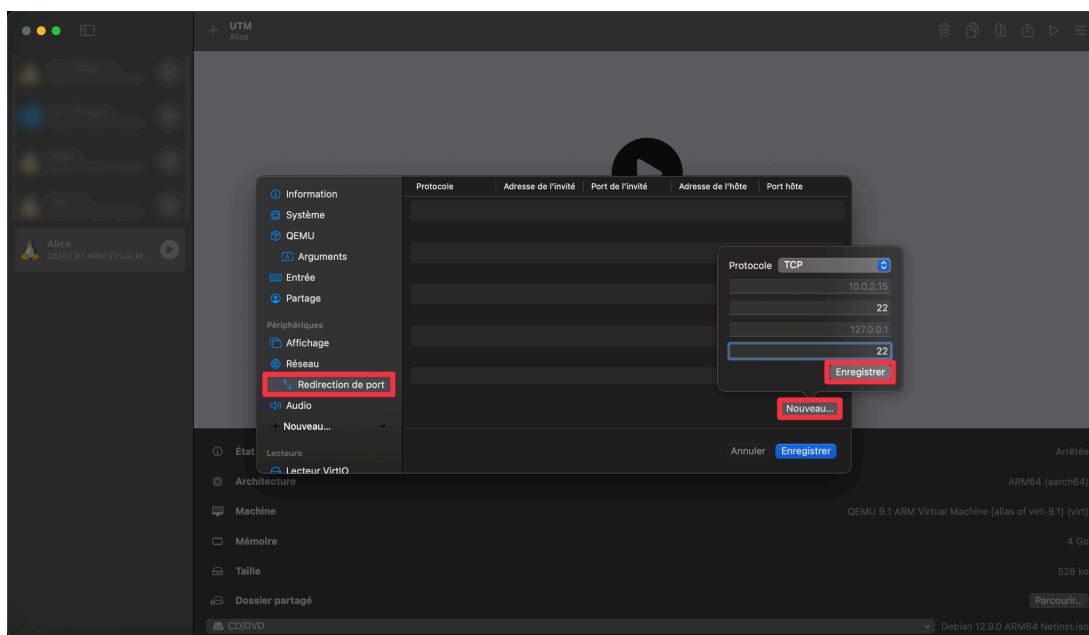 UTM
Alice
Alice
QEMU 9.1 ARM Virtual M...
Information
Système
QEMU
Arguments
Entrée
Partage
Périphériques
Affichage
Réseau
Redirection de port
Audio
Nouveau...
Lecteurs
Lecteur VirtIO
Protocole Adresse de l'invité Port de l'invité Adresse de l'hôte Port hôte
Protocole TCP
10.0.2.15
22
127.0.0.1
22
Enregistrer
Nouveau...
Annuler Enregistrer
État Arrêtée
Architecture ARM64 (aarch64)
Machine QEMU 9.1 ARM Virtual Machine (alias of virt-9.1) (virt)
Mémoire 4 Go
Taille 528 ko
Dossier partagé Parcourir...
CD/DVD Debian 12.9.0 ARM64 Netinst.iso